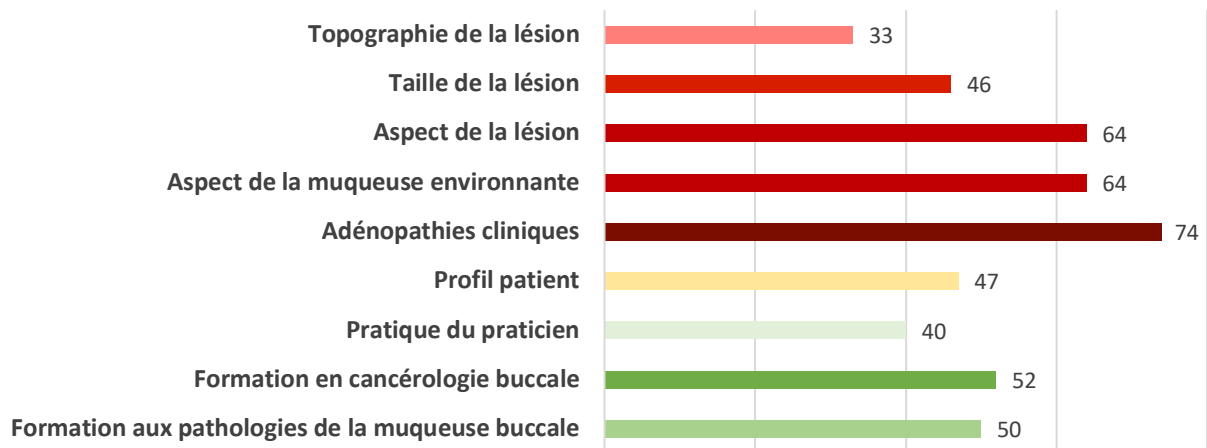 Topographie de la lésion 33
Taille de la lésion 46
Aspect de la lésion 64
Aspect de la muqueuse environnante 64
Adénopathies cliniques 74
Profil patient 47
Pratique du praticien 40
Formation en cancérologie buccale 52
Formation aux pathologies de la muqueuse buccale 50